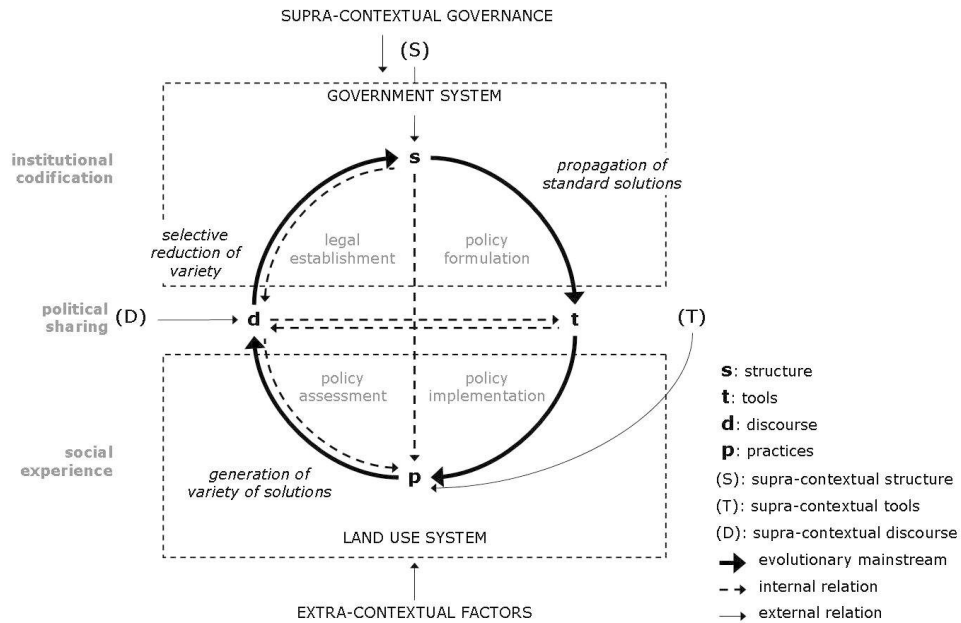 SUPRA-CONTEXTUAL GOVERNANCE
(S)
GOVERNMENT SYSTEM
institutional
codification
s
propagation of
standard solutions
selective
reduction of
variety
legal
establishment
policy
formulation
political
sharing
(D)
d
t
(T)
policy
assessment
policy
implementation
social
experience
generation of
variety of solutions
p
LAND USE SYSTEM
EXTRA-CONTEXTUAL FACTORS
s: structure
t: tools
d: discourse
p: practices
(S): supra-contextual structure
(T): supra-contextual tools
(D): supra-contextual discourse
evolutionary mainstream
internal relation
external relation